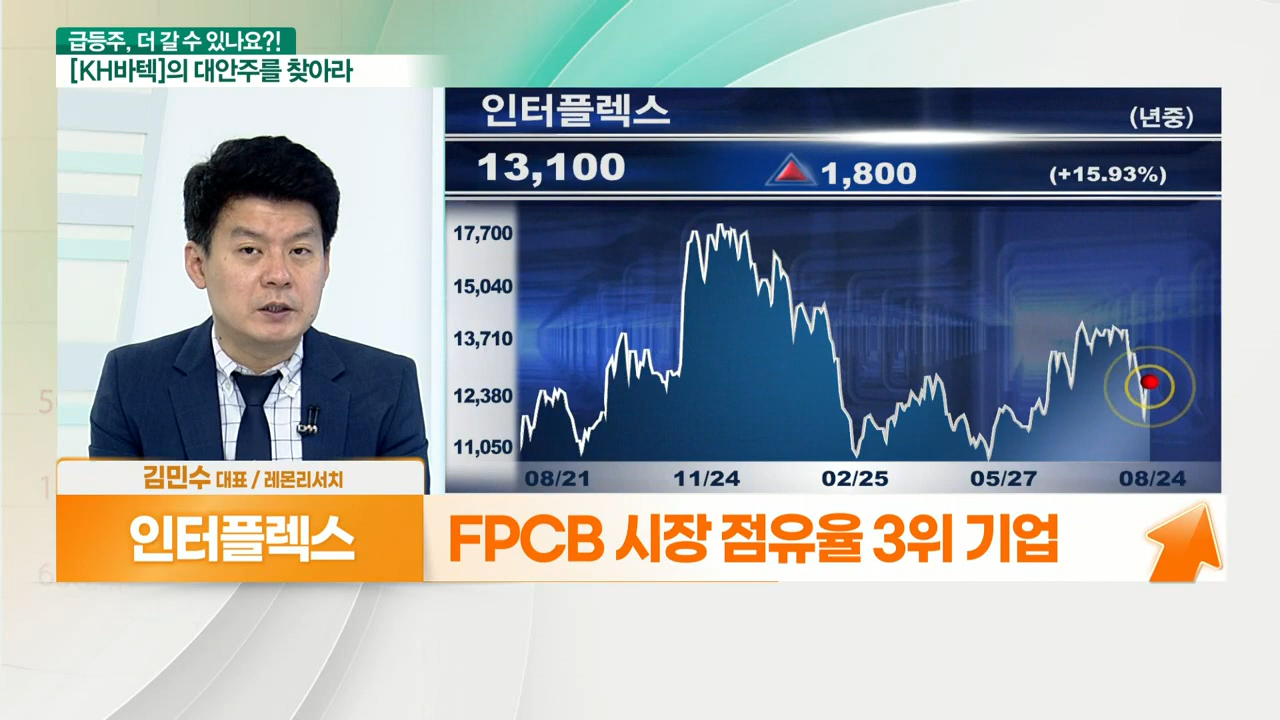 급등주, 더 갈 수 있나요?!
[KH바텍]의 대안주를 찾아라
인터플렉스
(년중)
13,100
1,800
(+15.93%)
17,700
15,040
13,710
12,380
11,050
08/21
11/24
02/25
05/27
08/24
김민수 대표 / 레몬리서치
인터플렉스
FPCB 시장 점유율 3위 기업